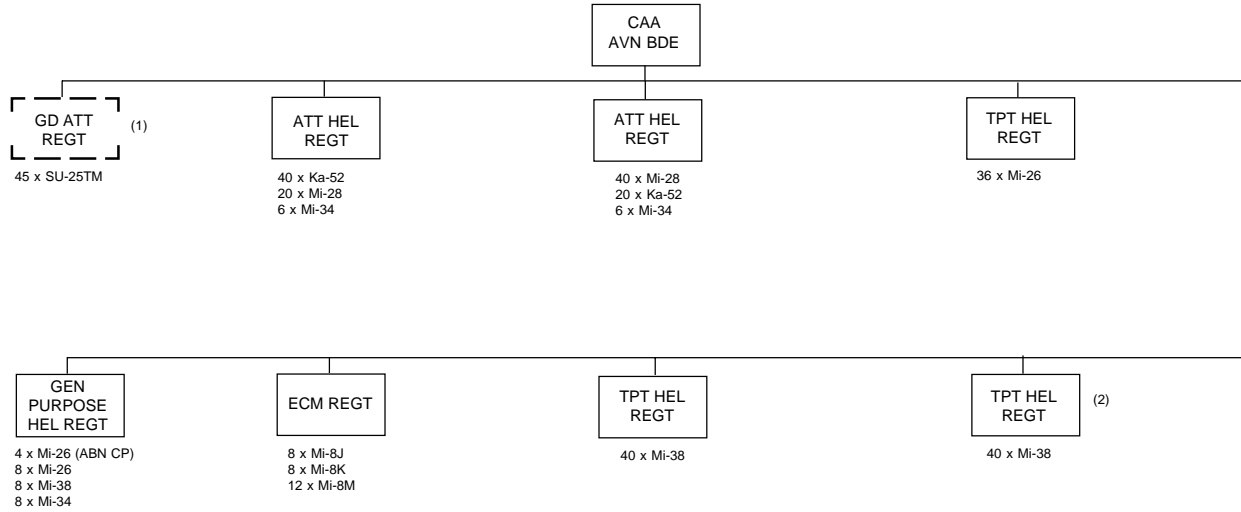 CAA
AVN BDE
GD ATT
REGT
(1)
45 x SU-25TM
ATT HEL
REGT
40 x Ka-52
20 x Mi-28
6 x Mi-34
ATT HEL
REGT
40 x Mi-28
20 x Ka-52
6 x Mi-34
TPT HEL
REGT
36 x Mi-26
GEN
PURPOSE
HEL REGT
4 x Mi-26 (ABN CP)
8 x Mi-26
8 x Mi-38
8 x Mi-34
ECM REGT
8 x Mi-8J
8 x Mi-8K
12 x Mi-8M
TPT HEL
REGT
40 x Mi-38
TPT HEL
REGT
(2)
40 x Mi-38